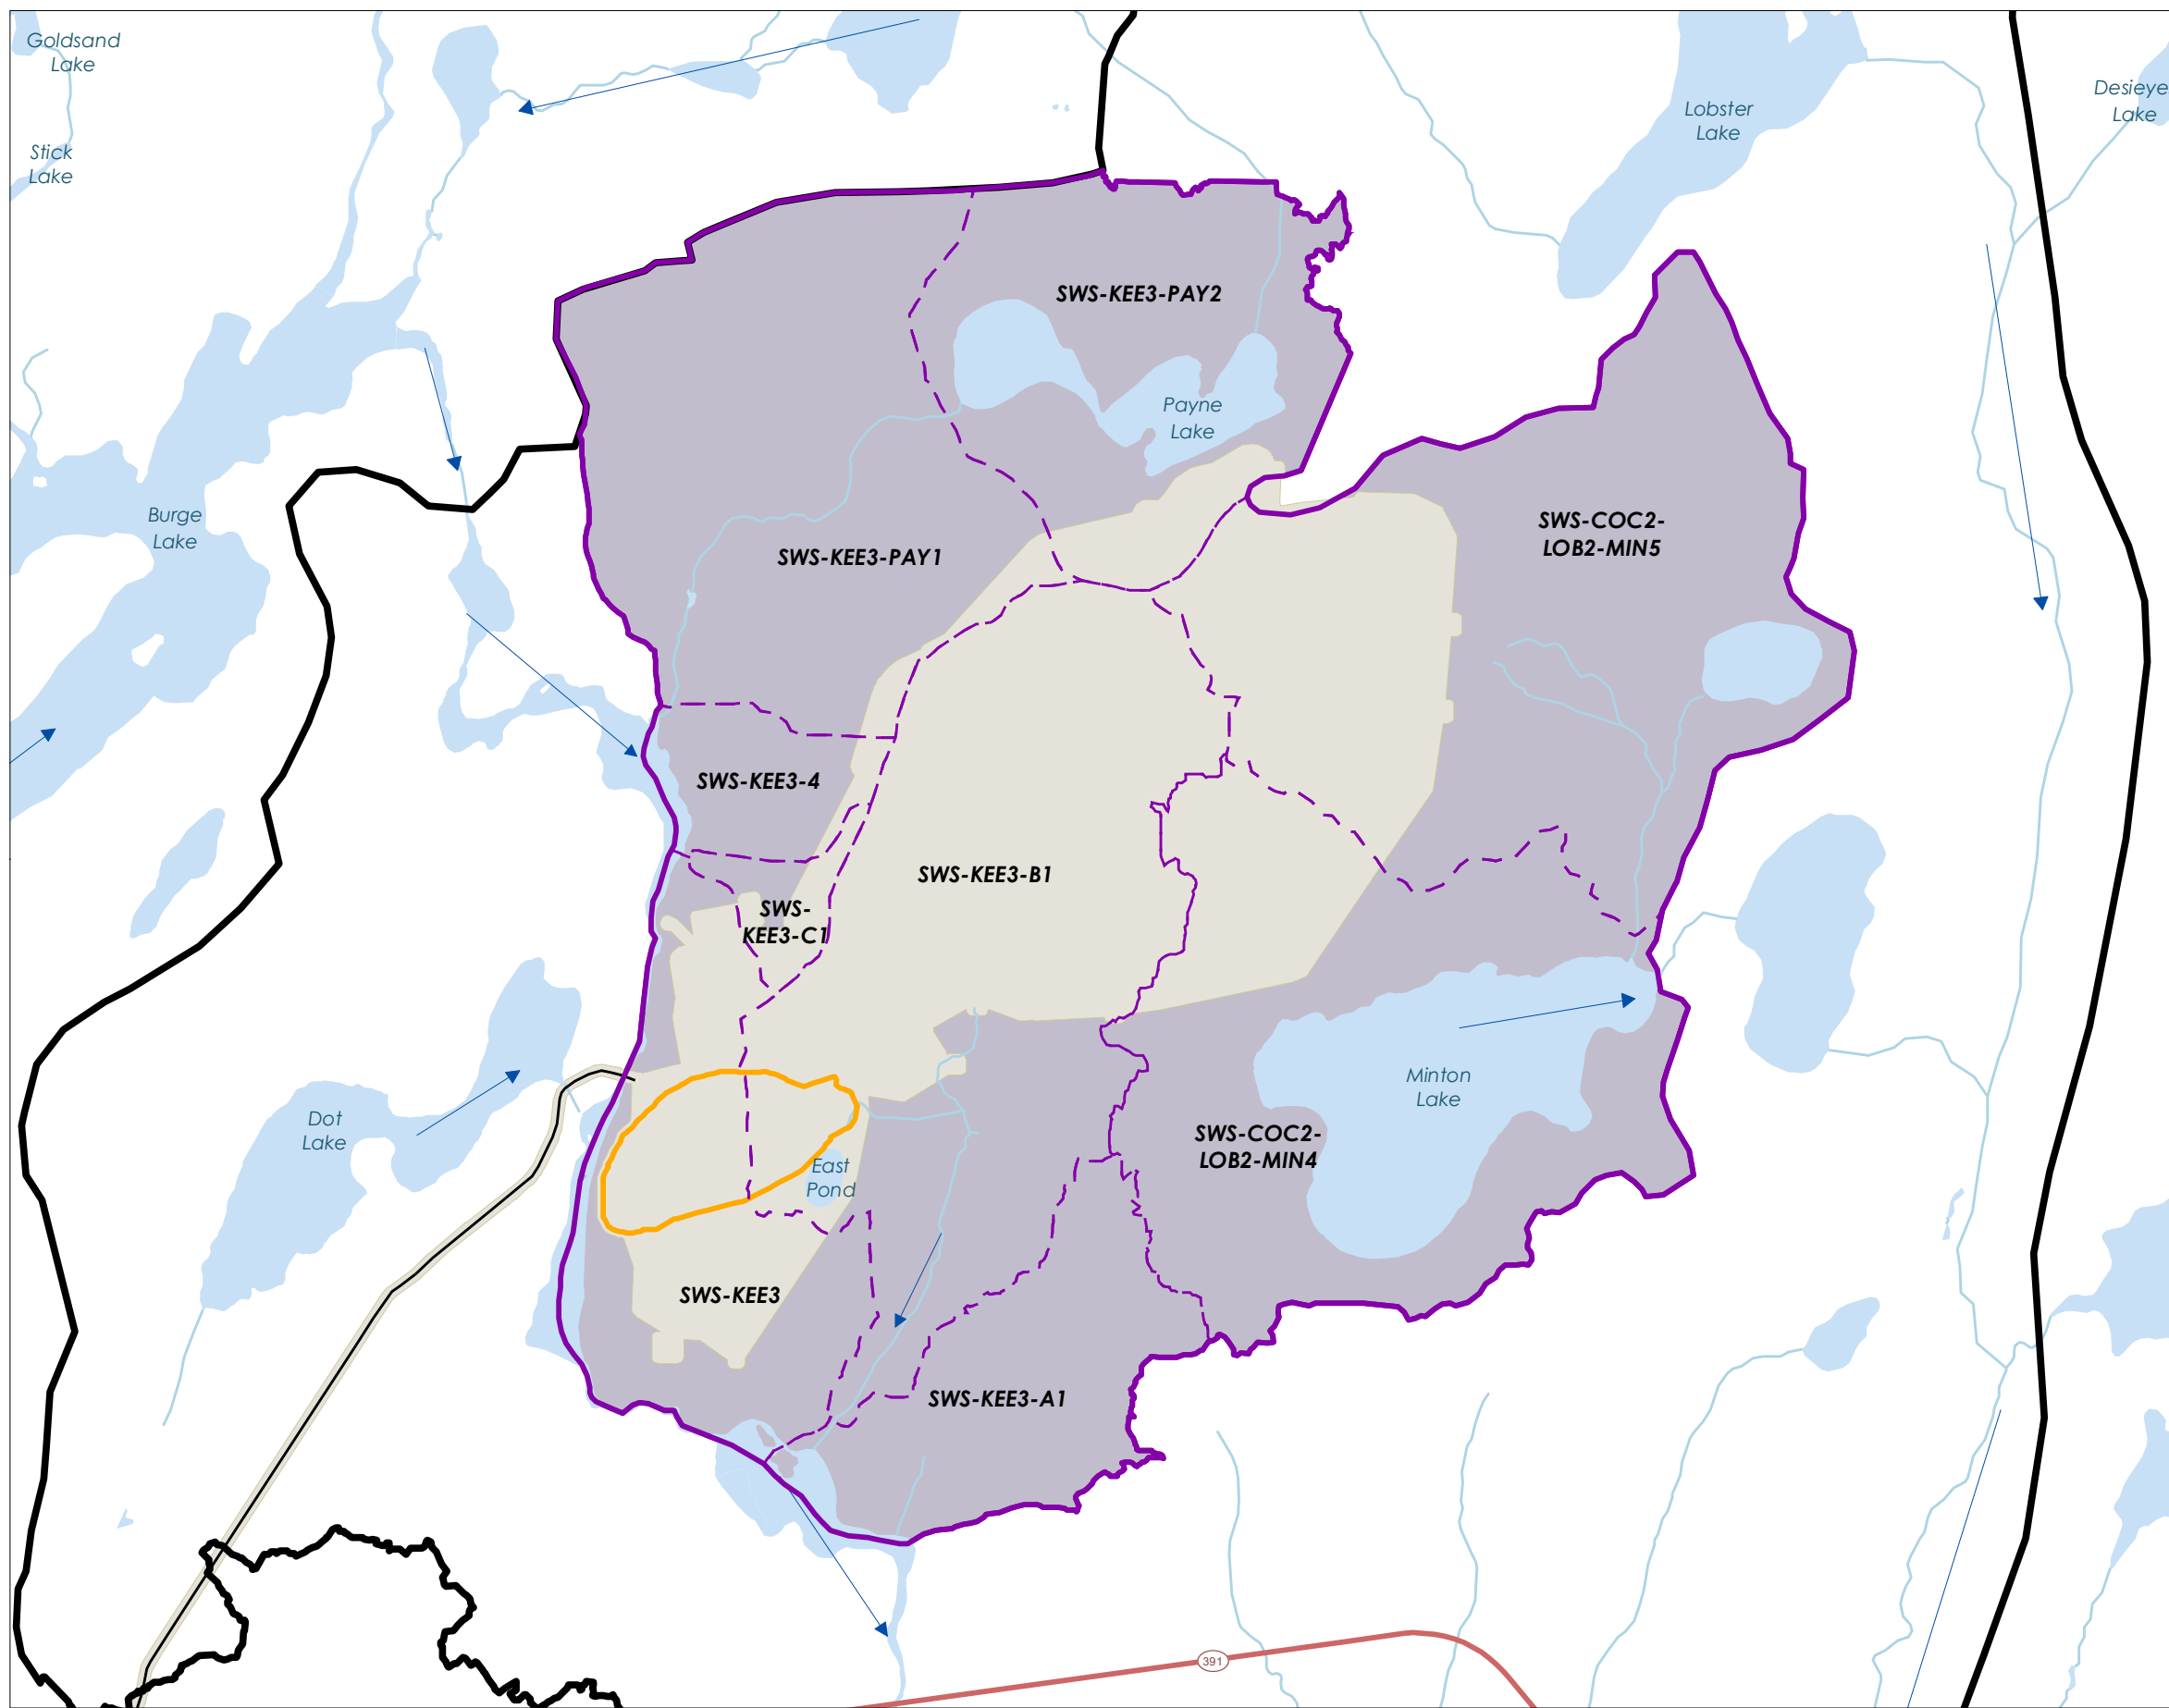 Goldsand
Lake
Stick
Lake
Lobster
Lake
Desieye
Lake
SWS-KEE3-PAY2
Payne
Lake
Burge
Lake
SWS-KEE3-PAY1
SWS-COC2-
LOB2-MIN5
SWS-KEE3-4
SWS-KEE3-B1
SWS-
KEE3-C1
Dot
Lake
Minton
Lake
SWS-COC2-
LOB2-MIN4
East
Pond
SWS-KEE3
SWS-KEE3-A1
391